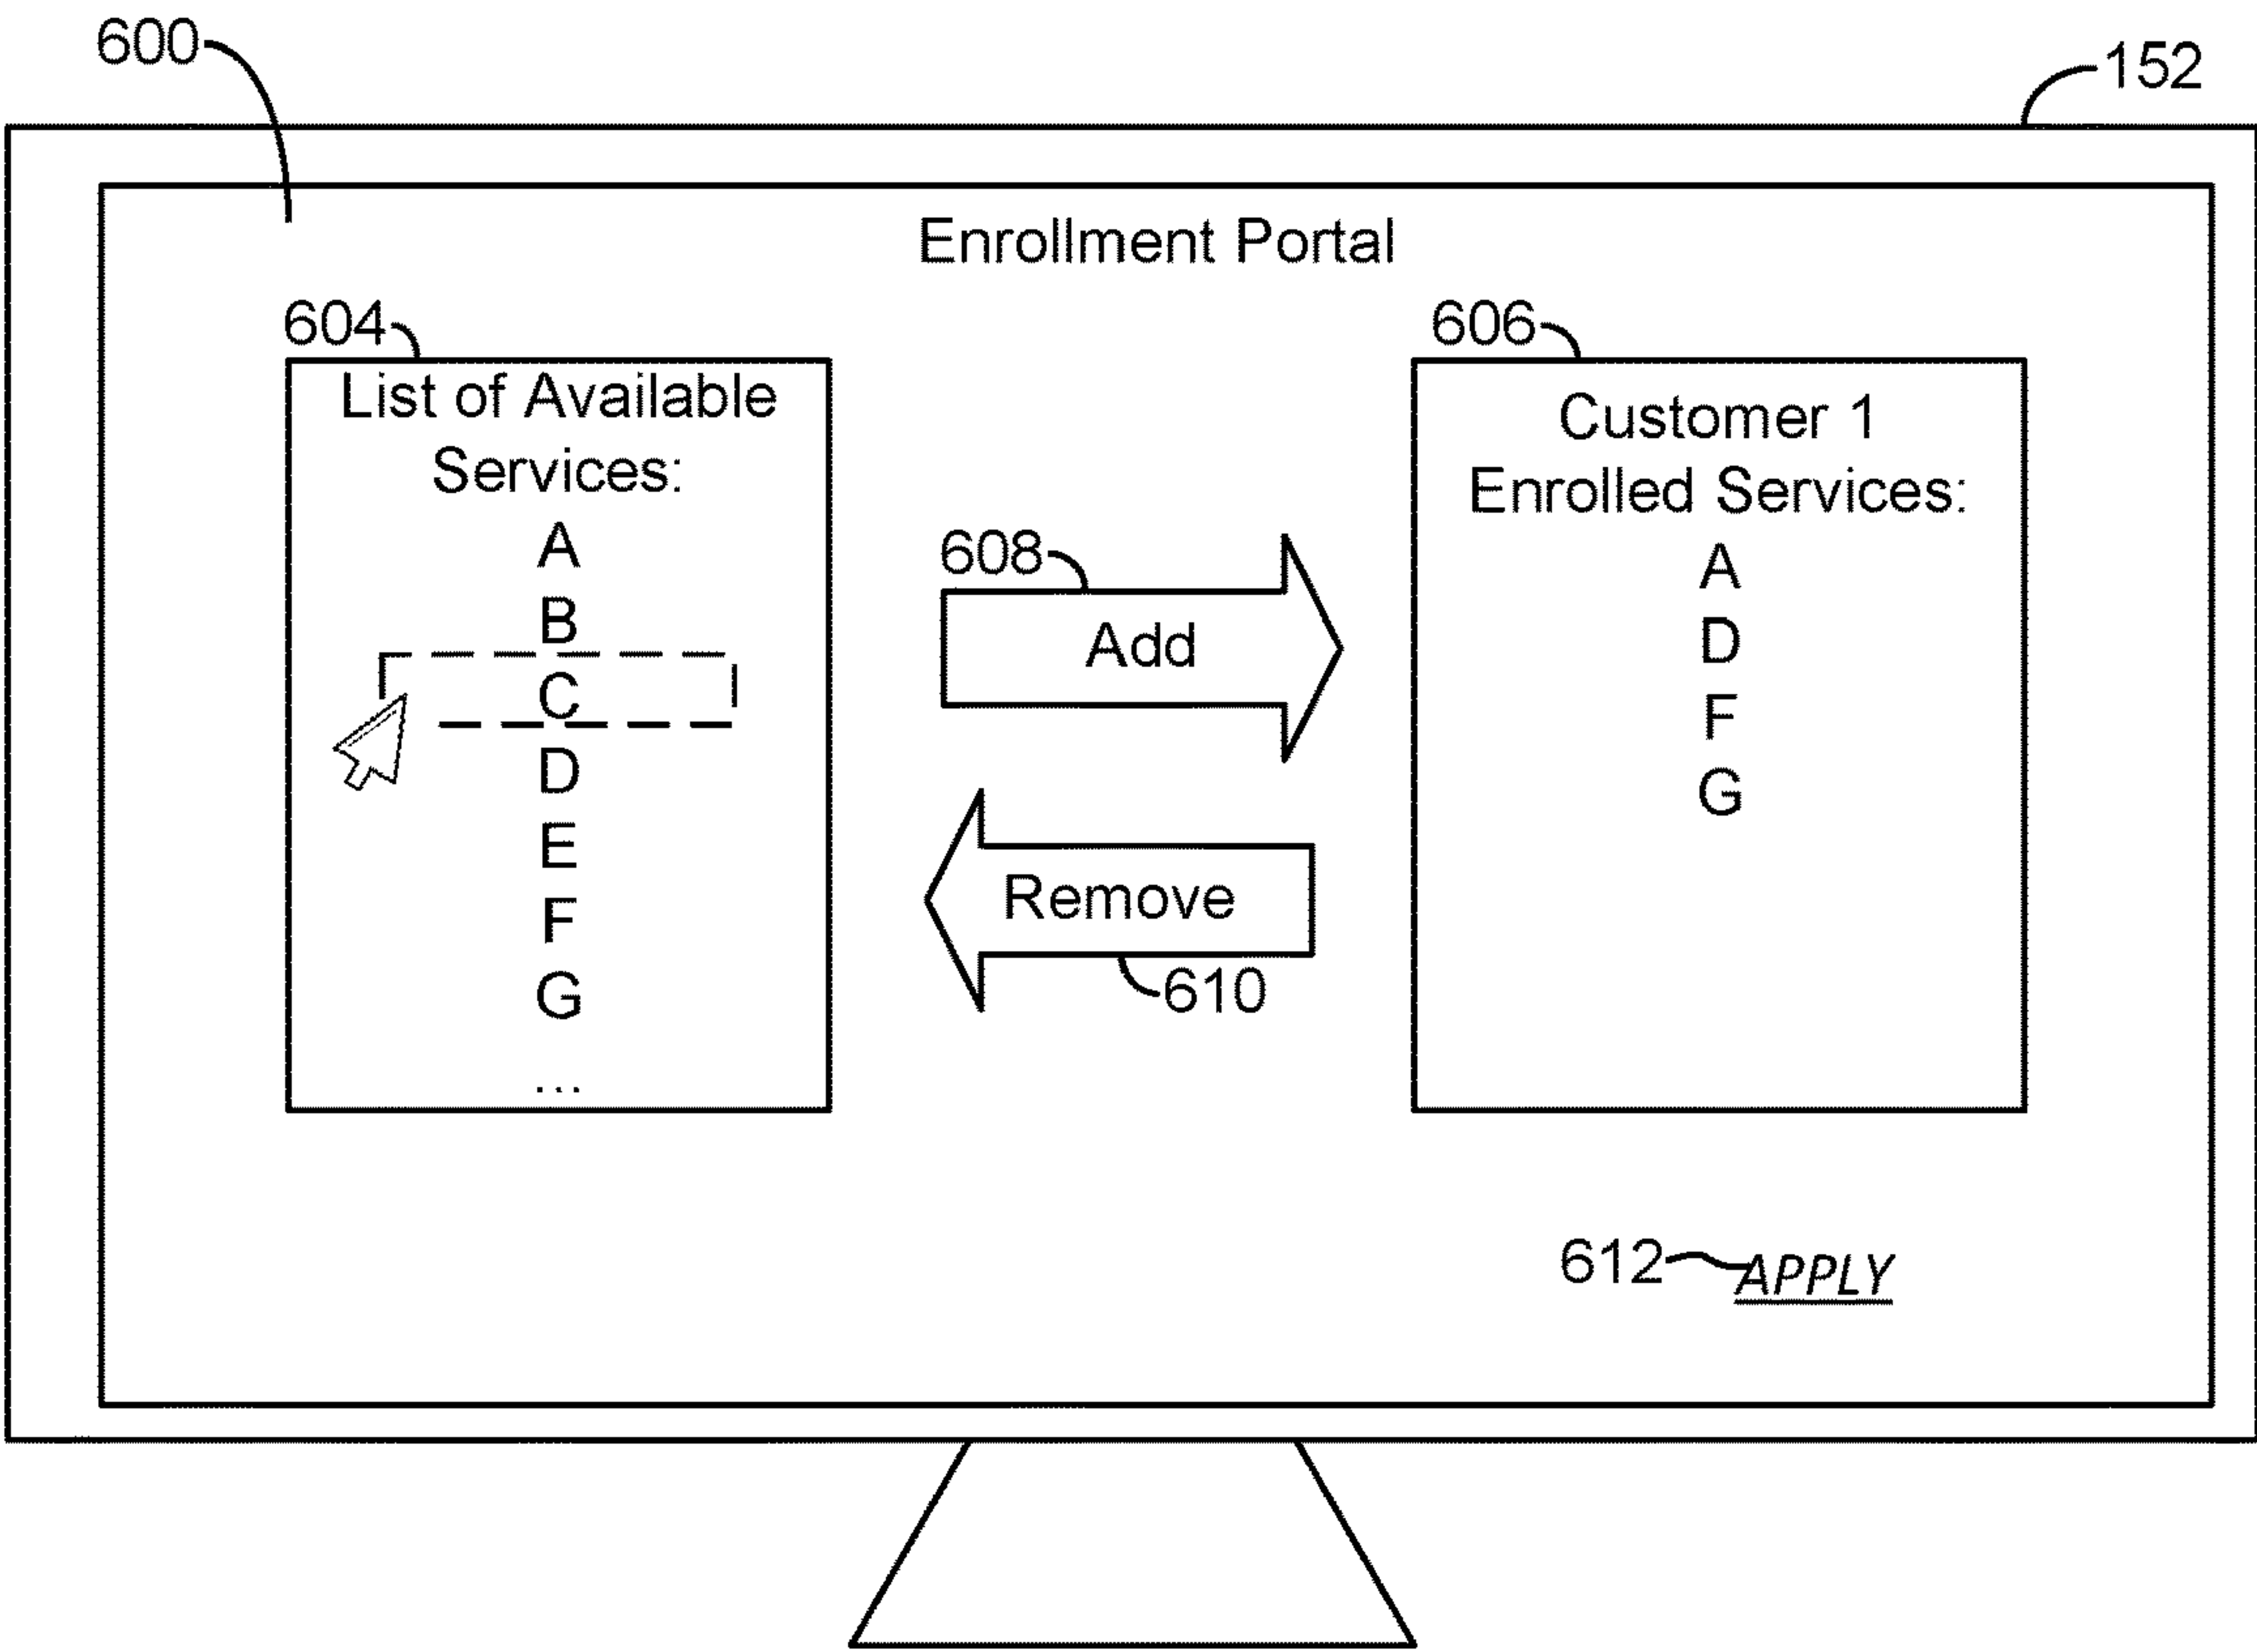 600
152
Enrollment Portal
604
List of Available
Services:
A
B
C
D
E
F
G
...
608
Add
Remove
610
606
Customer 1
Enrolled Services:
A
D
F
G
612
APPLY